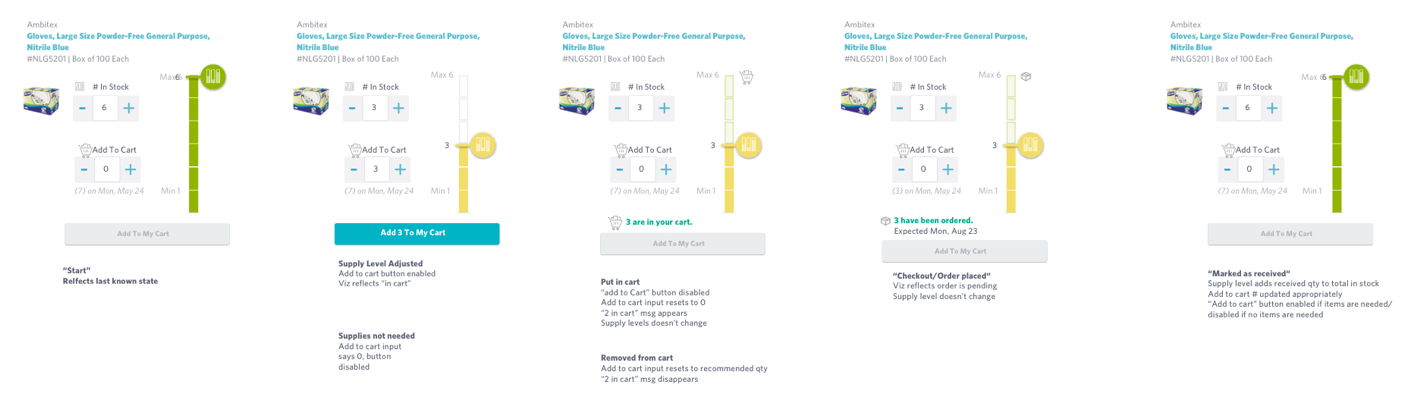 Ambitex
Gloves, Large Size Powder-Free General Purpose,
Nitrile Blue
#NLG5201 | Box of 100 Each
Max 6
6
# In Stock
- 6 +
Add To Cart
- 0 +
(7) on Mon, May 24
Min 1
Add To My Cart
“Start”
Relfects last known state
Ambitex
Gloves, Large Size Powder-Free General Purpose,
Nitrile Blue
#NLG5201 | Box of 100 Each
Max 6
# In Stock
- 3 +
3
Add To Cart
- 3 +
(7) on Mon, May 24
Min 1
Add 3 To My Cart
Supply Level Adjusted
Add to cart button enabled
Viz reflects “in cart”
Supplies not needed
Add to cart input
says 0, button
disabled
Ambitex
Gloves, Large Size Powder-Free General Purpose,
Nitrile Blue
#NLG5201 | Box of 100 Each
Max 6
# In Stock
- 3 +
3
Add To Cart
- 0 +
(7) on Mon, May 24
Min 1
3 are in your cart.
Add To My Cart
Put in cart
“add to Cart” button disabled
Add to cart input resets to 0
“2 in cart” msg appears
Supply levels doesn’t change
Removed from cart
Add to cart input resets to recommended qty
“2 in cart” msg disappears
Ambitex
Gloves, Large Size Powder-Free General Purpose,
Nitrile Blue
#NLG5201 | Box of 100 Each
Max 6
# In Stock
- 3 +
3
Add To Cart
- 0 +
(3) on Mon, May 24
Min 1
3 have been ordered.
Expected Mon, Aug 23
Add To My Cart
“Checkout/Order placed“
Viz reflects order is pending
Supply level doesn’t change
Ambitex
Gloves, Large Size Powder-Free General Purpose,
Nitrile Blue
#NLG5201 | Box of 100 Each
Max 6
6
# In Stock
- 6 +
Add To Cart
- 0 +
(7) on Mon, May 24
Min 1
Add To My Cart
“Marked as received“
Supply level adds received qty to total in stock
Add to cart # updated appropriately
“Add to cart” button enabled if items are needed/
disabled if no items are needed